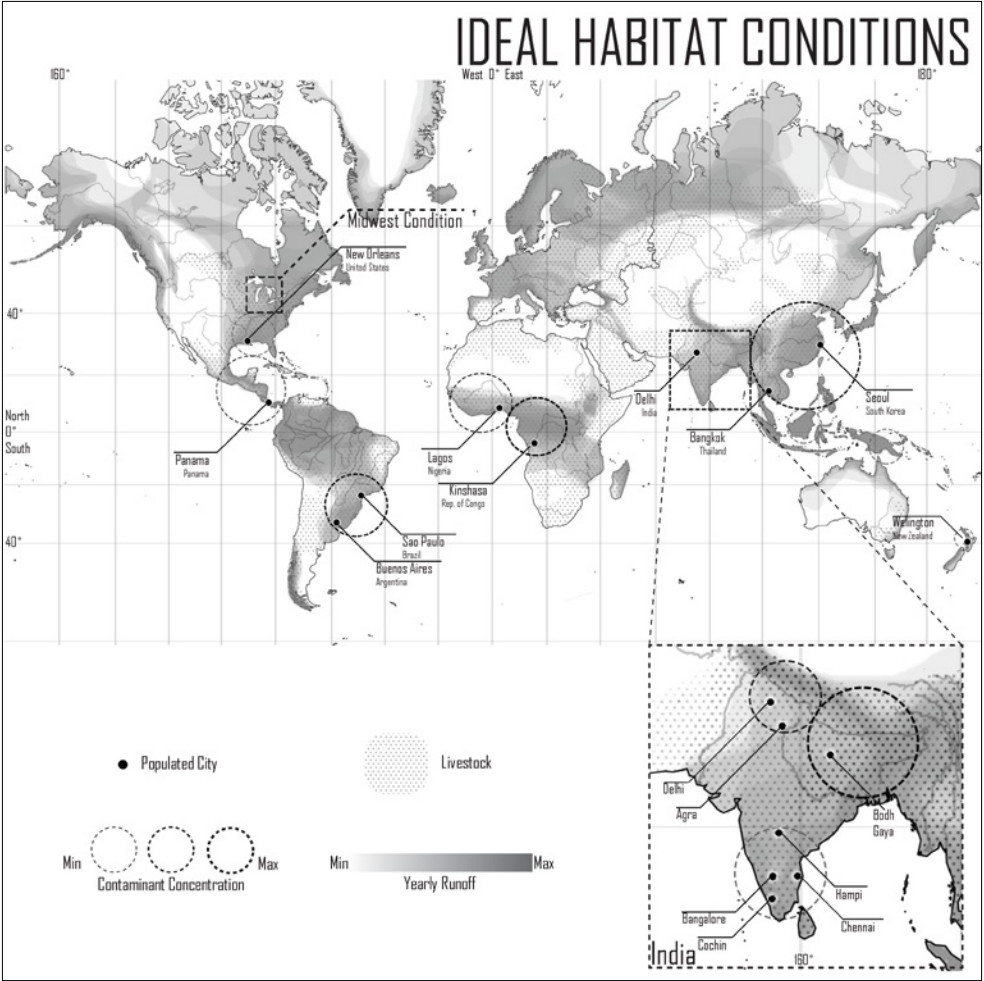 IDEAL HABITAT CONDITIONS
160°
West 0° East
180°
Midwest Condition
New Orleans
United States
40°
North
0°
South
Panama
Panama
Lagos
Nigeria
Kinshasa
Rep. of Congo
Delhi
India
Bangkok
Thailand
Seoul
South Korea
Sao Paulo
Brazil
Buenos Aires
Argentina
Welington
New Zealand
40°
Populated City
Livestock
Min
Max
Contaminant Concentration
Min
Max
Yearly Runoff
Delhi
Agra
Bodh
Gaya
Hampi
Bangalore
Chennai
Cochin
India
160°